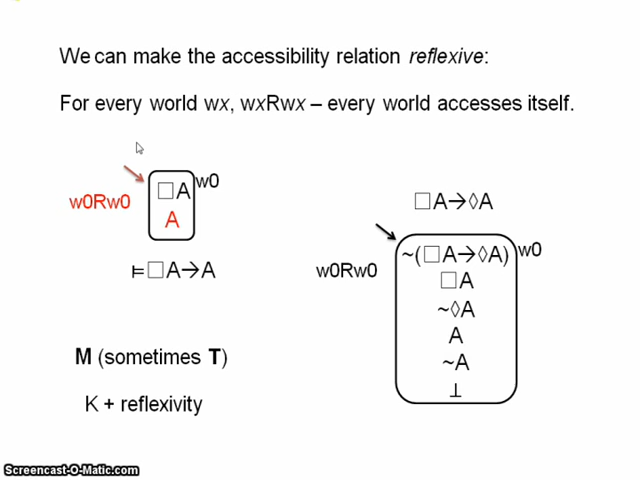 We can make the accessibility relation reflexive:
For every world wx, wxRwx – every world accesses itself.
w0Rw0
□A
w0
A
⊨□A→A
M (sometimes T)
K + reflexivity
□A→◊A
w0Rw0
~(□A→◊A)
w0
□A
~◊A
A
~A
⊥
Screencast-O-Matic.com